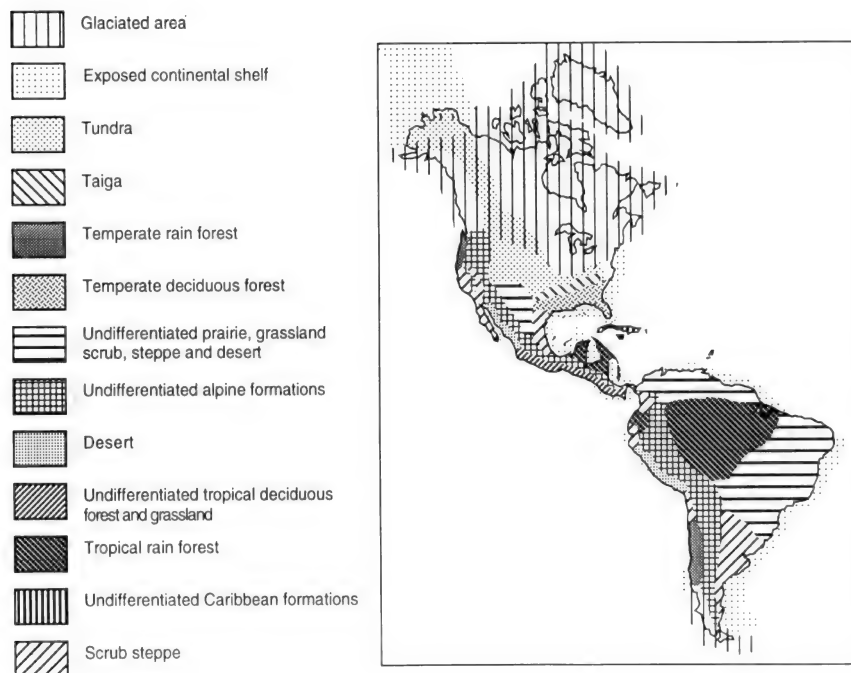 Glaciated area
Exposed continental shelf
Tundra
Taiga
Temperate rain forest
Temperate deciduous forest
Undifferentiated prairie, grassland
scrub, steppe and desert
Undifferentiated alpine formations
Desert
Undifferentiated tropical deciduous
forest and grassland
Tropical rain forest
Undifferentiated Caribbean formations
Scrub steppe